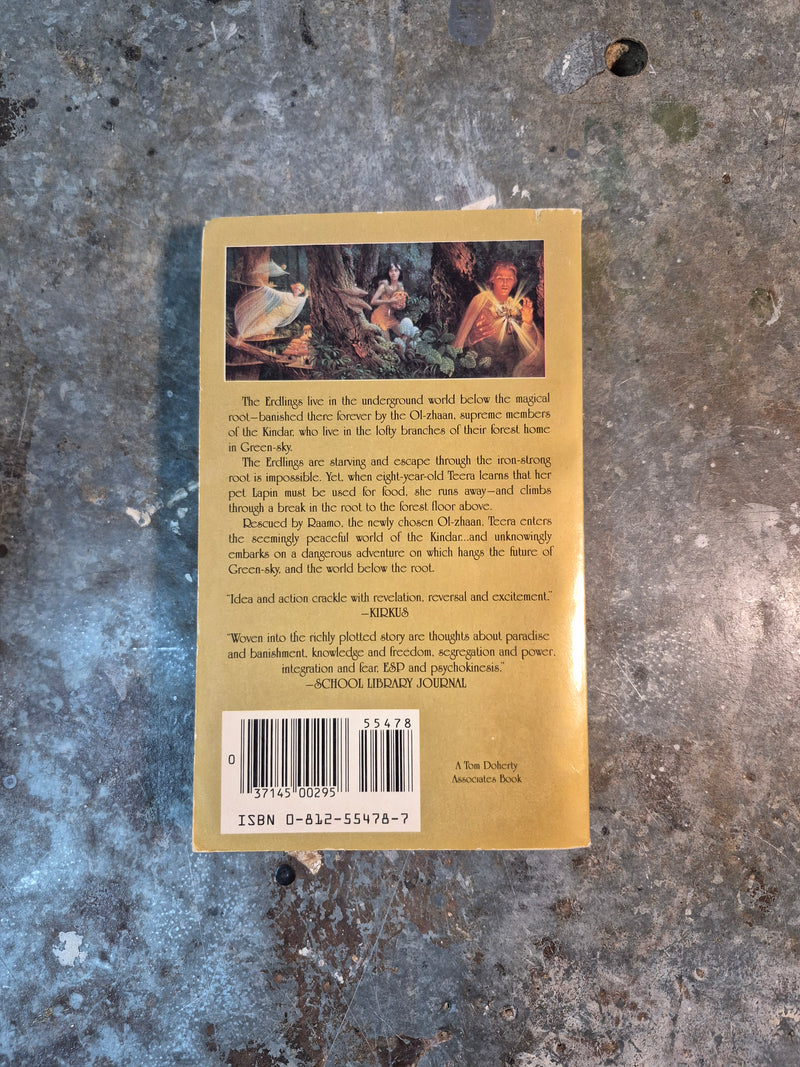 The Erdlings live in the underground world below the magical
root—banished there forever by the Ol-zhaan, supreme members
of the Kindar, who live in the lofty branches of their forest home
in Green-sky.
The Erdlings are starving and escape through the iron-strong
root is impossible. Yet, when eight-year-old Teera learns that her
pet Lapin must be used for food, she runs away—and climbs
through a break in the root to the forest floor above.
Rescued by Raamo, the newly chosen Ol-zhaan, Teera enters
the seemingly peaceful world of the Kindar...and unknowingly
embarks on a dangerous adventure on which hangs the future of
Green-sky, and the world below the root.
"Idea and action crackle with revelation, reversal and excitement."
—KIRKUS
"Woven into the richly plotted story are thoughts about paradise
and banishment, knowledge and freedom, segregation and power,
integration and fear, ESP and psychokinesis."
—SCHOOL LIBRARY JOURNAL
55478
0
37145 00295
ISBN 0-812-55478-7
A Tom Doherty
Associates Book